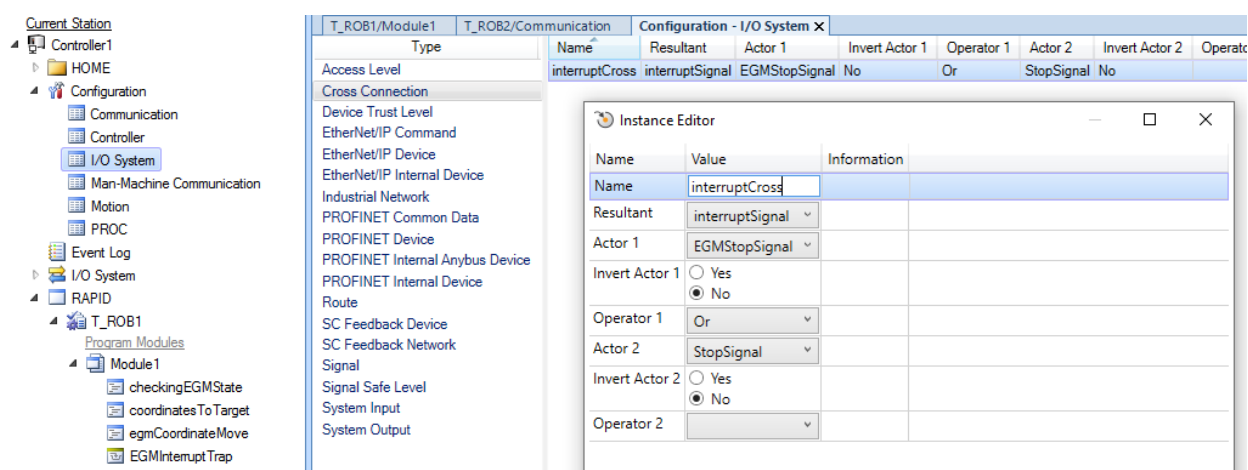 Current Station
Controller1
HOME
Configuration
Communication
Controller
I/O System
Man-Machine Communication
Motion
PROC
Event Log
I/O System
RAPID
T_ROB1
Program Modules
Module1
checkingEGMState
coordinatesToTarget
egmCoordinateMove
EGMInterruptTrap
T_ROB1/Module1 T_ROB2/Communication Configuration - I/O System X
Type
Access Level
Cross Connection
Device Trust Level
EtherNet/IP Command
EtherNet/IP Device
EtherNet/IP Internal Device
Industrial Network
PROFINET Common Data
PROFINET Device
PROFINET Internal Anybus Device
PROFINET Internal Device
Route
SC Feedback Device
SC Feedback Network
Signal
Signal Safe Level
System Input
System Output
Name Resultant Actor 1 Invert Actor 1 Operator 1 Actor 2 Invert Actor 2 Operato
interruptCross interruptSignal EGMStopSignal No Or StopSignal No
Instance Editor
Name Value Information
Name interruptCross
Resultant interruptSignal
Actor 1 EGMStopSignal
Invert Actor 1 Yes
No
Operator 1 Or
Actor 2 StopSignal
Invert Actor 2 Yes
No
Operator 2